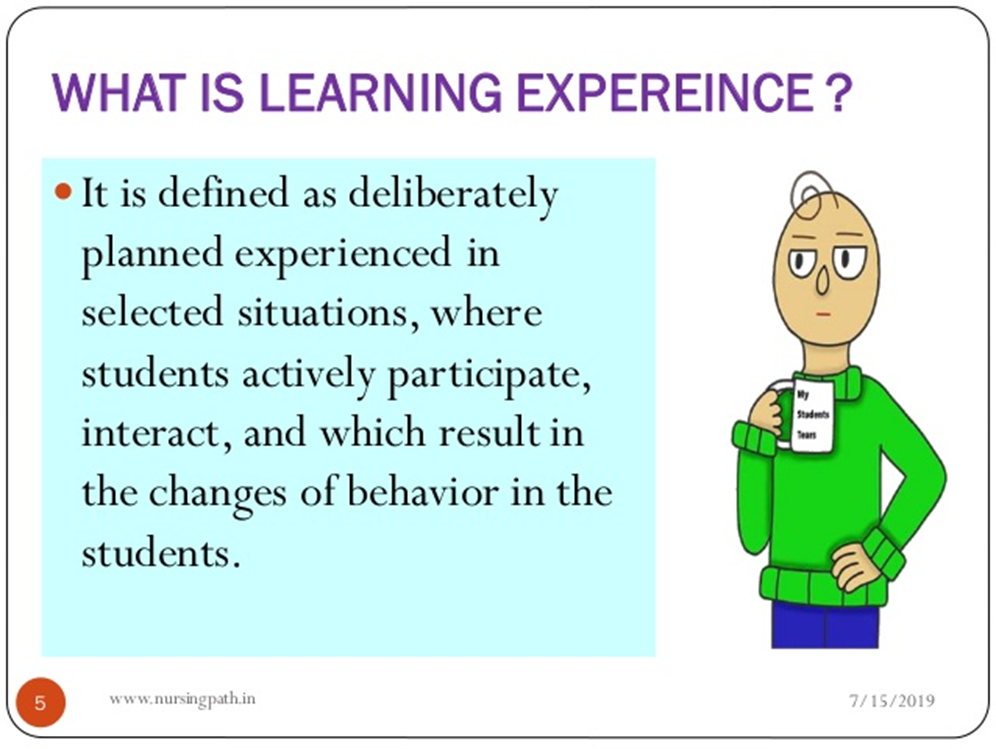 WHAT IS LEARNING EXPEREINCE ?
• It is defined as deliberately
planned experienced in
selected situations, where
students actively participate,
interact, and which result in
the changes of behavior in the
students.
My
Students
Tears
5
www.nursingpath.in
7/15/2019